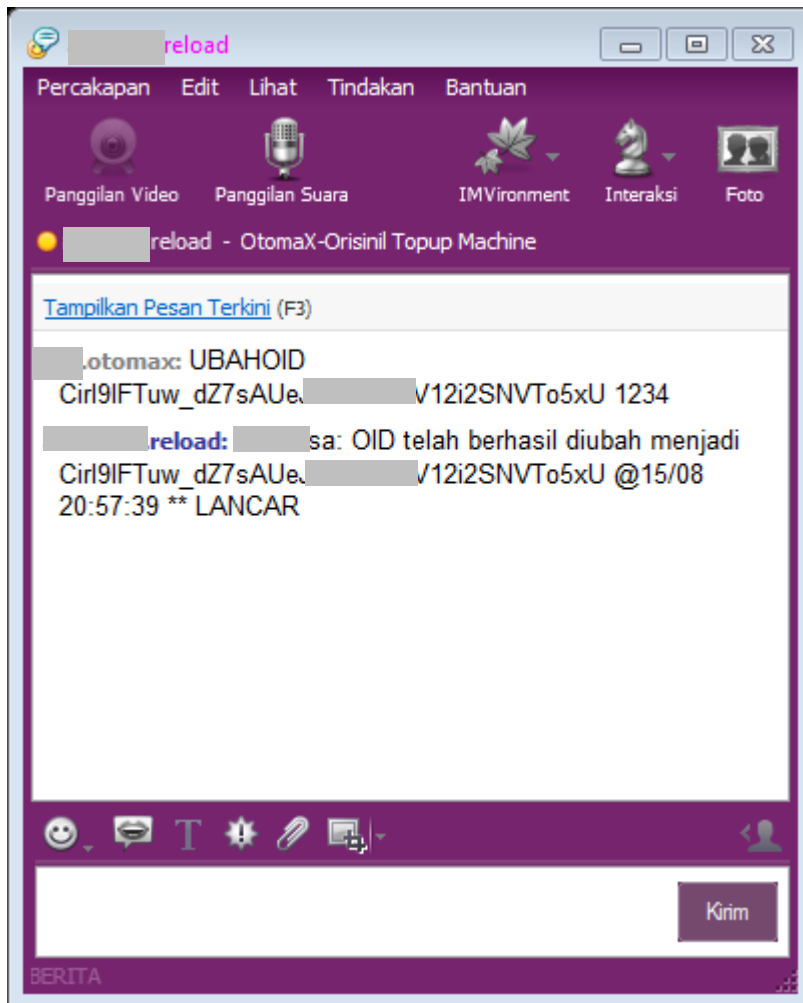 reload
Percakapan Edit Lihat Tindakan Bantuan
Panggilan Video Panggilan Suara IMVironment Interaksi Foto
reload - OtomaX-Orisinil Topup Machine
Tampilkan Pesan Terkini (F3)
.otomax: UBAHOID
CirI9IFTuw_dZ7sAUe V12i2SNVTo5xU 1234
.reload: sa: OID telah berhasil diubah menjadi
CirI9IFTuw_dZ7sAUe V12i2SNVTo5xU @15/08
20:57:39 ** LANCAR
Kirim
BERITA